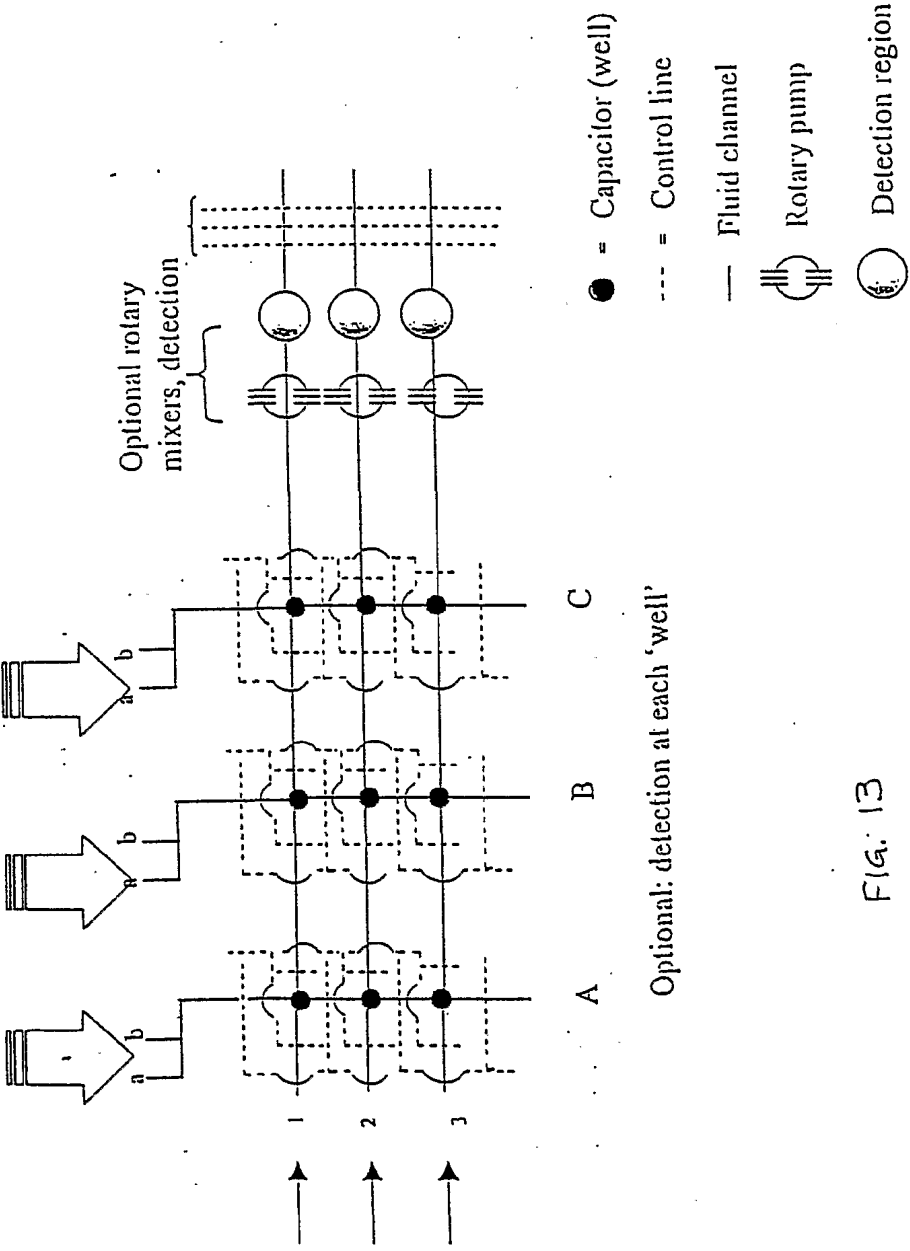 Optional rotary
mixers, detection
a b
a b
a b
1
2
3
A B C
Optional: detection at each 'well'
= Capacitor (well)
= Control line
Fluid channel
Rotary pump
Detection region
FIG. 13